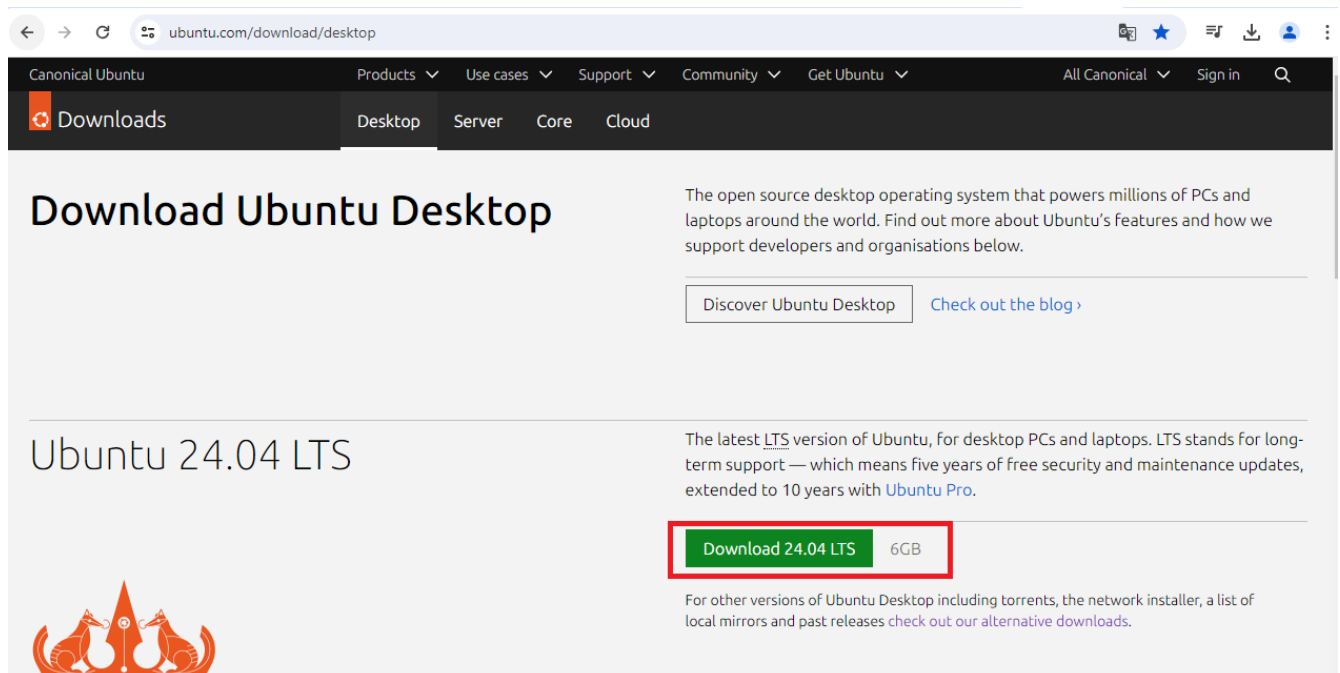 ubuntu.com/download/desktop
Canonical Ubuntu Products Use cases Support Community Get Ubuntu All Canonical Sign in
Downloads Desktop Server Core Cloud
Download Ubuntu Desktop
The open source desktop operating system that powers millions of PCs and
laptops around the world. Find out more about Ubuntu’s features and how we
support developers and organisations below.
Discover Ubuntu Desktop Check out the blog ›
Ubuntu 24.04 LTS
The latest LTS version of Ubuntu, for desktop PCs and laptops. LTS stands for long-
term support — which means five years of free security and maintenance updates,
extended to 10 years with Ubuntu Pro.
Download 24.04 LTS 6GB
For other versions of Ubuntu Desktop including torrents, the network installer, a list of
local mirrors and past releases check out our alternative downloads.